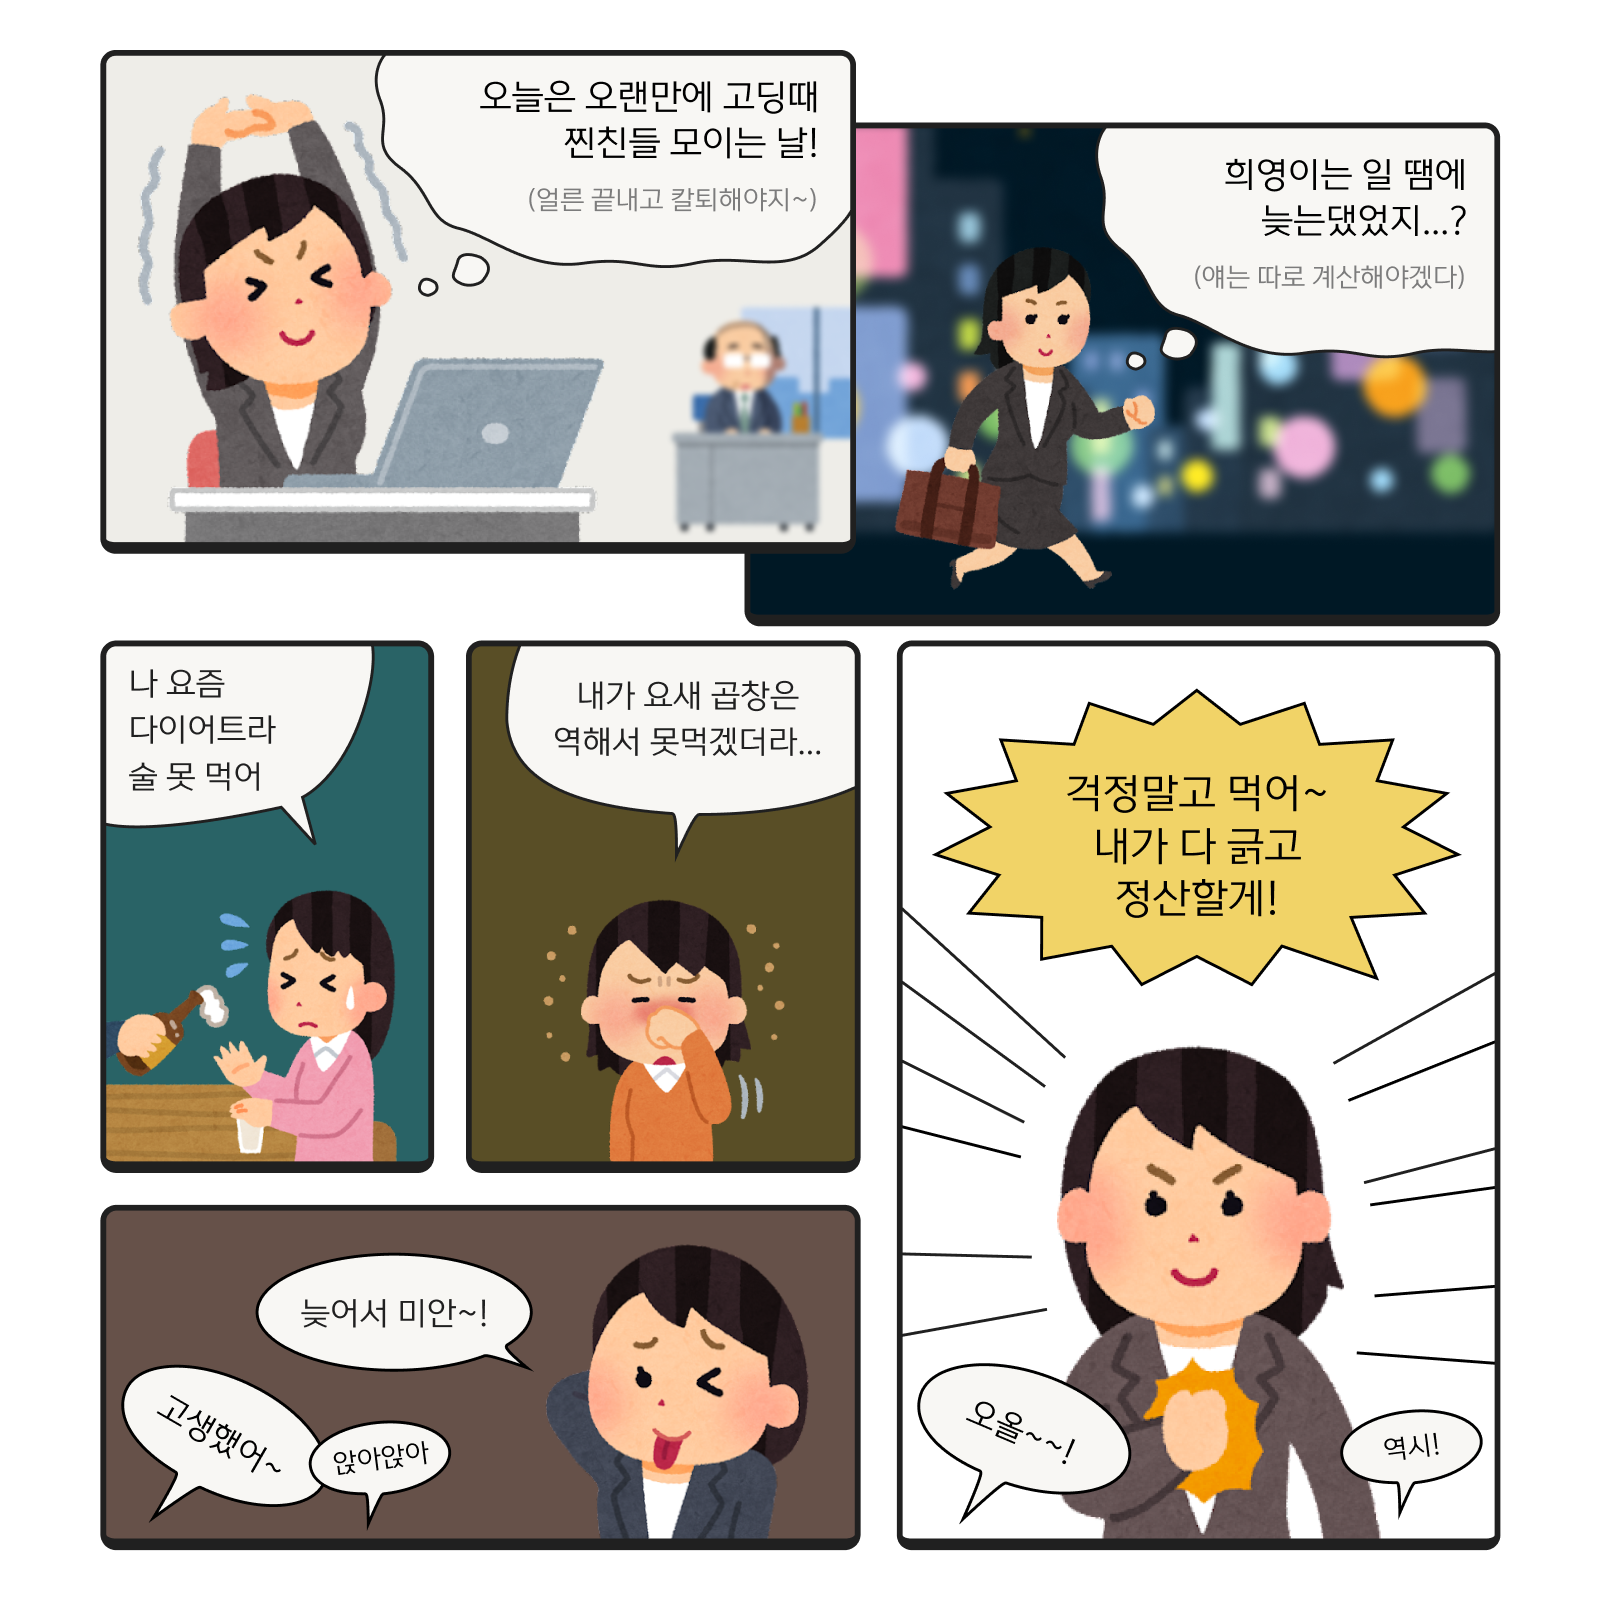 오늘은 오랜만에 고딩때
찐친들 모이는 날!
(얼른 끝내고 칼퇴해야지~)
희영이는 일 땜에
늦는댔었지...?
(얘는 따로 계산해야겠다)
나 요즘
다이어트라
술 못 먹어
내가 요새 곱창은
역해서 못먹겠더라...
늦어서 미안~!
고생했어~
앉아앉아
걱정말고 먹어~
내가 다 긁고
정산할게!
오올~~!
역시!